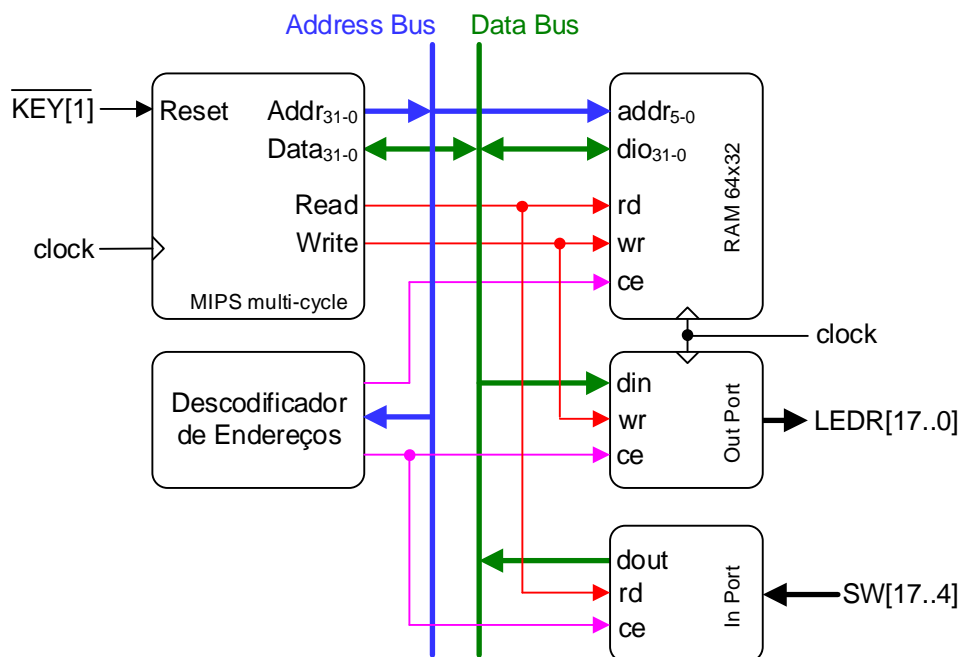 Address Bus
Data Bus
KEY[1]
Reset
Addr31-0
Data31-0
Read
Write
clock
MIPS multi-cycle
addr5-0
dio31-0
rd
wr
ce
RAM 64x32
clock
Descodificador
de Endereços
din
wr
ce
Out Port
LEDR[17..0]
dout
rd
ce
In Port
SW[17..4]